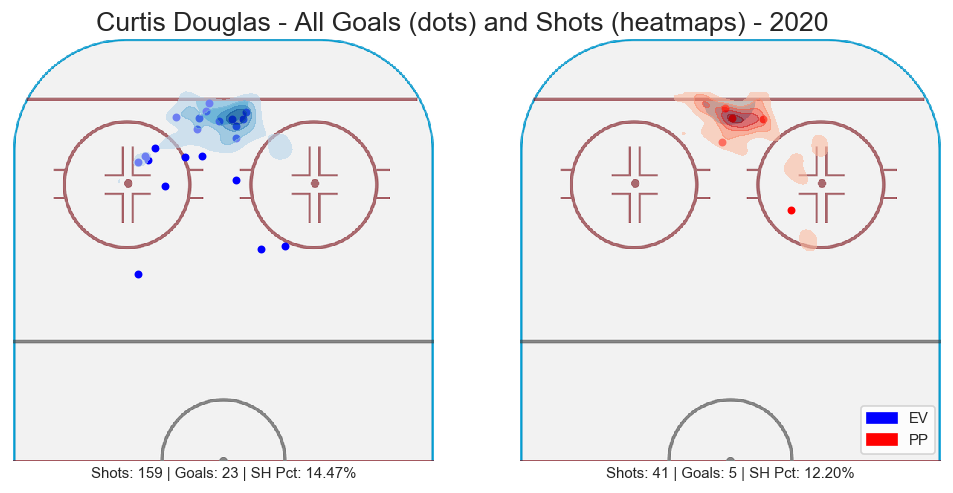 Curtis Douglas - All Goals (dots) and Shots (heatmaps) - 2020
EV
PP
Shots: 159 | Goals: 23 | SH Pct: 14.47%
Shots: 41 | Goals: 5 | SH Pct: 12.20%